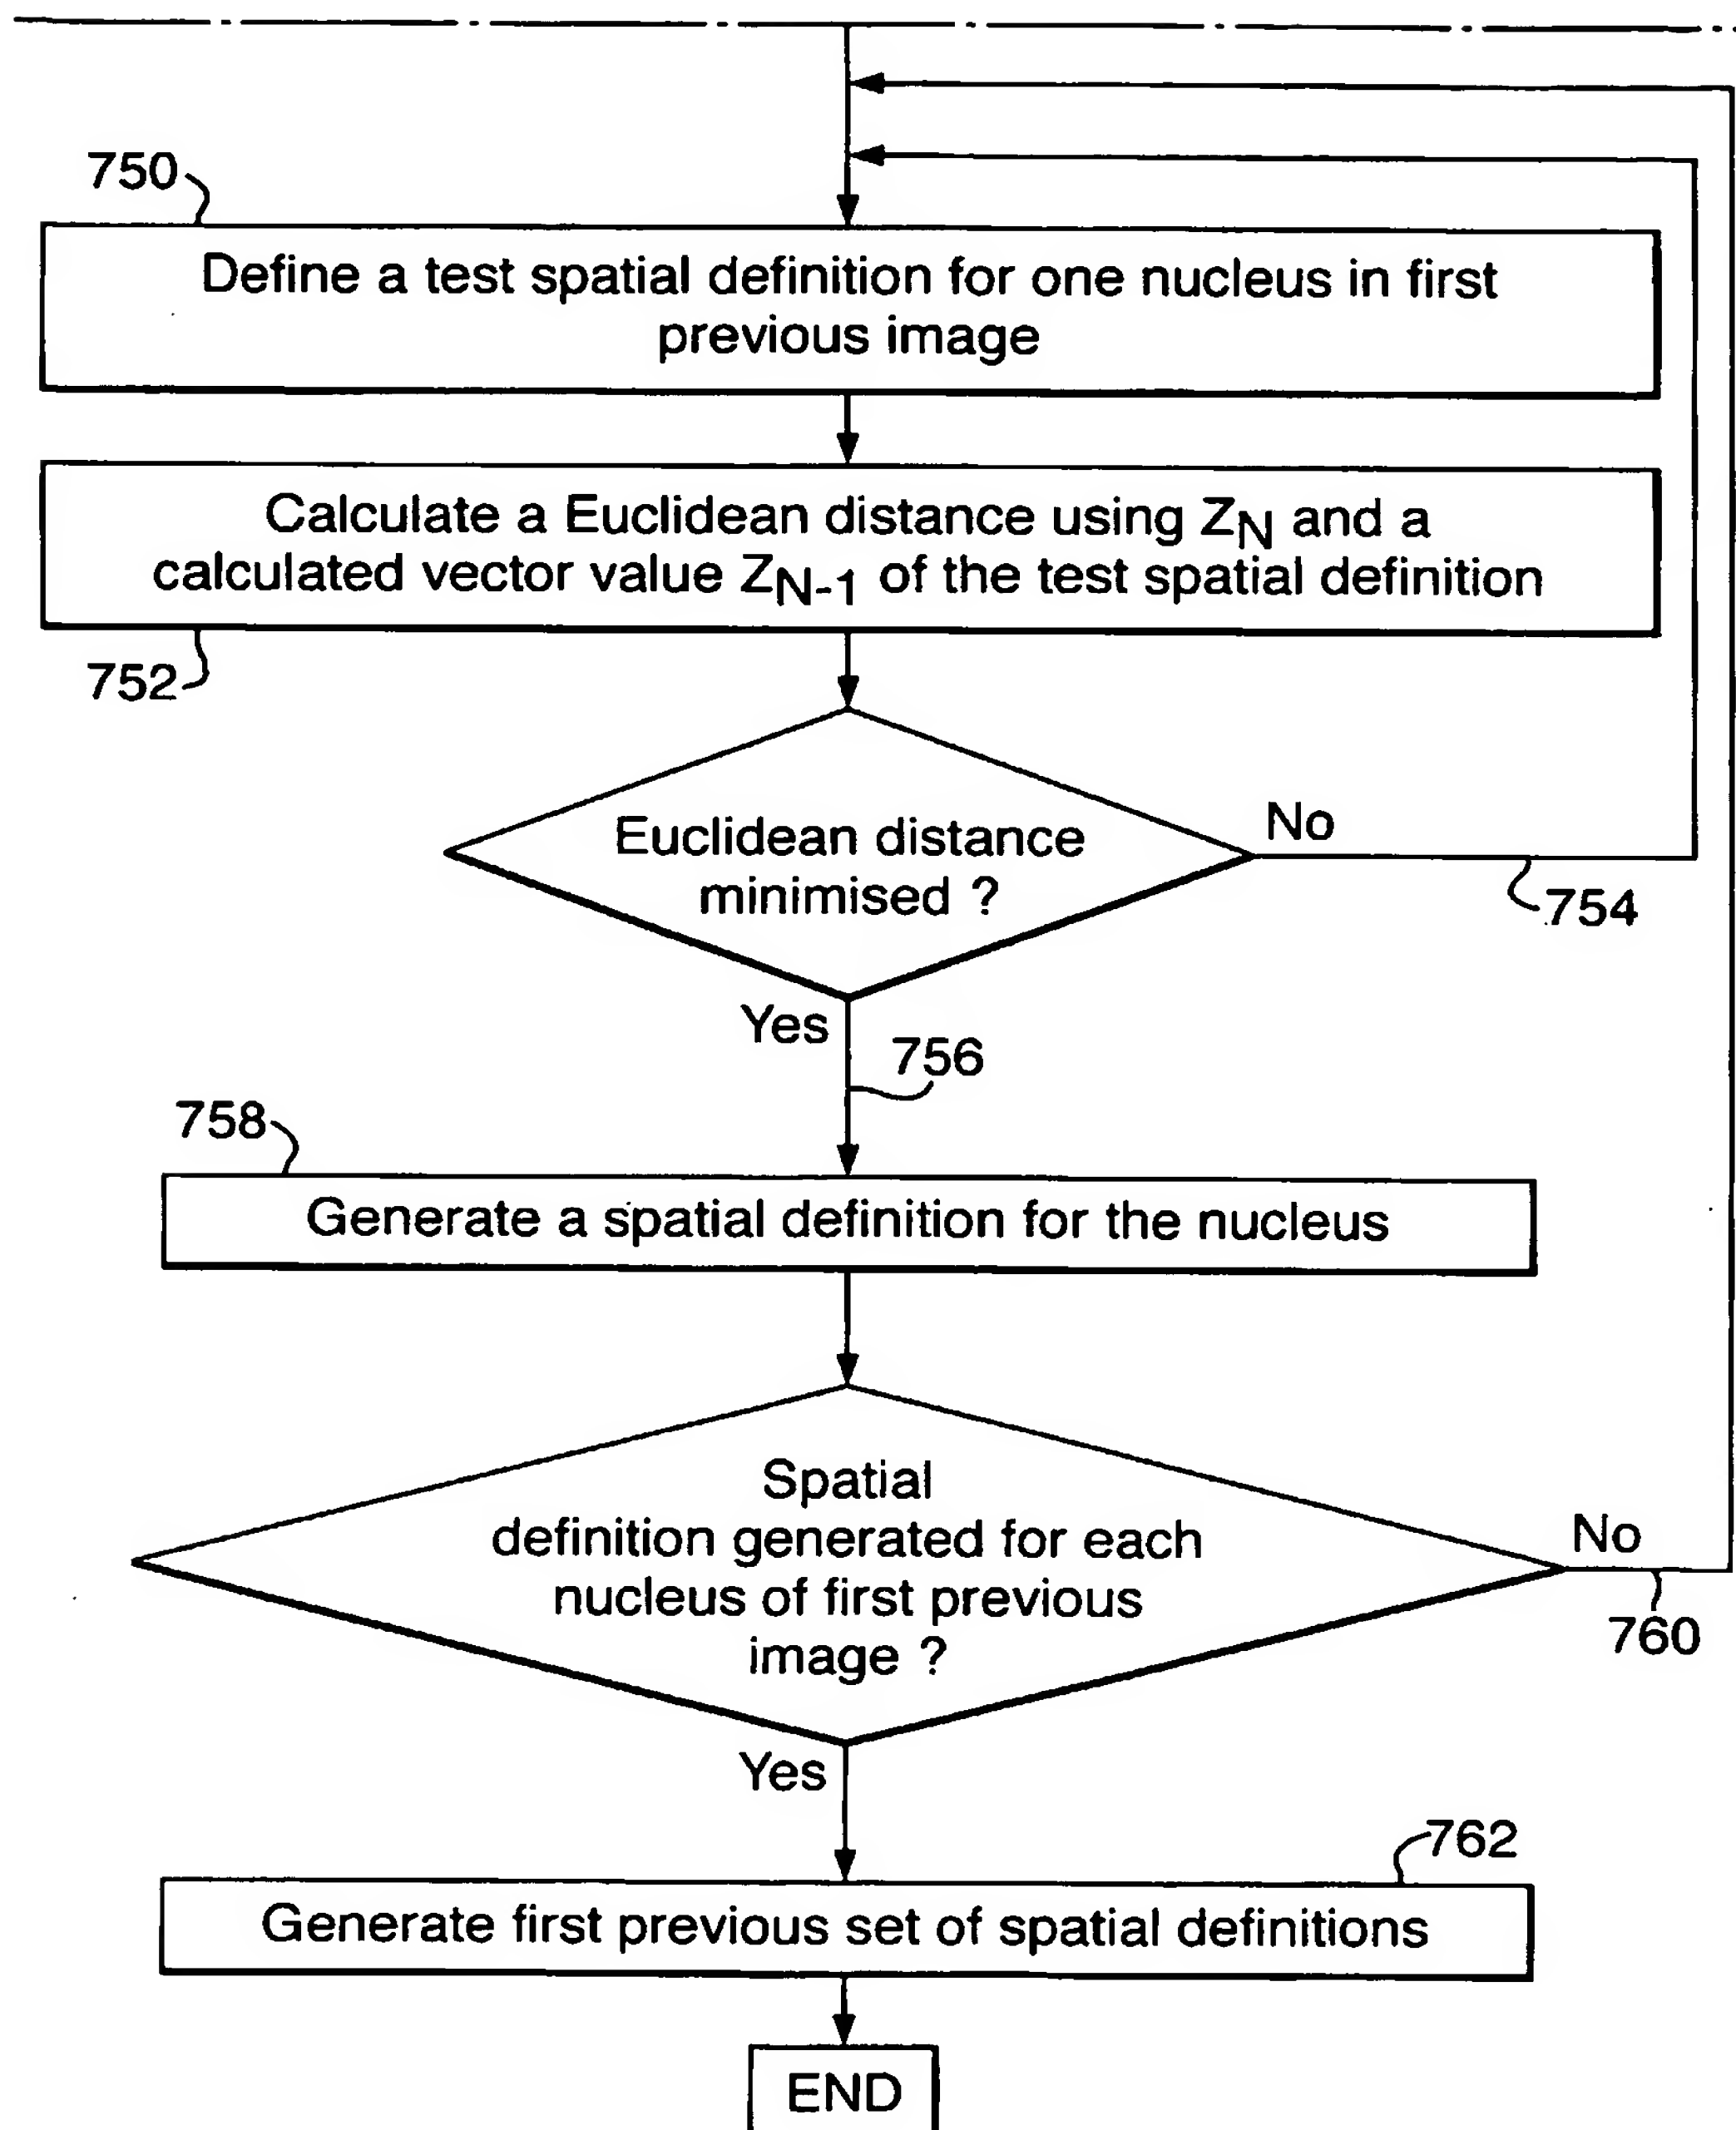 750
Define a test spatial definition for one nucleus in first
previous image
Calculate a Euclidean distance using ZN and a
calculated vector value ZN-1 of the test spatial definition
752
Euclidean distance
minimised ?
No
754
Yes
756
758
Generate a spatial definition for the nucleus
Spatial
definition generated for each
nucleus of first previous
image ?
No
760
Yes
762
Generate first previous set of spatial definitions
END